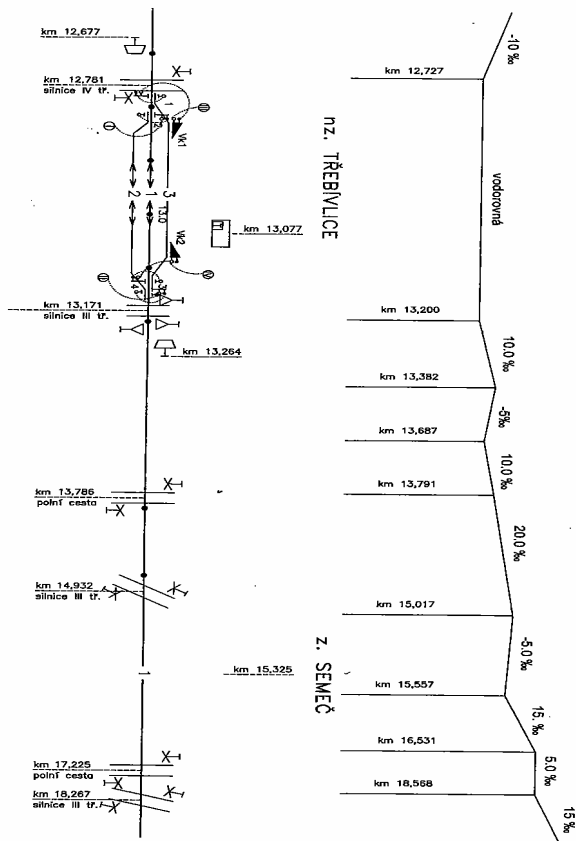 km 12,677
km 12,781
silnice IV tř.
1
Vk1
2 1 3
13.0
Vk2
km 13,077
km 13,171
silnice III tř.
km 13,264
km 13,786
polní cesta
km 14,932
silnice III tř.
1
km 15,325
km 17,225
polní cesta
km 18,267
silnice III tř.
nz. TŘEBÍVLICE
z. SEMEČ
-10 ‰
km 12,727
vodorovná
km 13,200
10.0 ‰
km 13,382
-5‰
km 13,687
10.0 ‰
km 13,791
20.0 ‰
km 15,017
-5.0 ‰
km 15,557
15. ‰
km 16,531
5.0 ‰
km 18,568
15 ‰